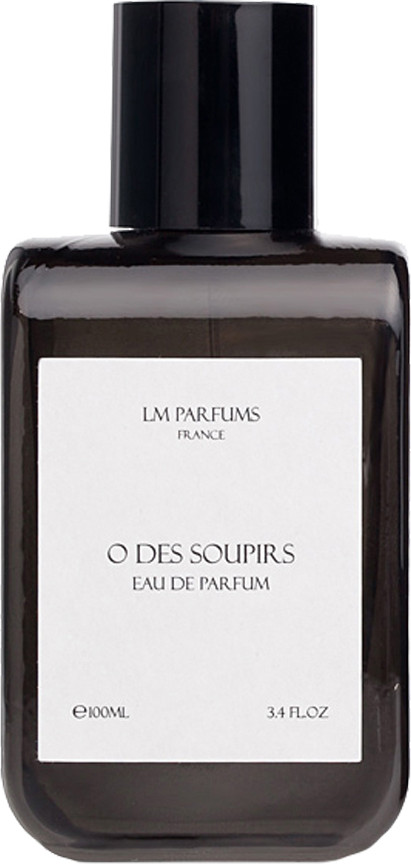 LM PARFUMS
FRANCE
O DES SOUPIRS
EAU DE PARFUM
℮100ML 3.4 FL.OZ